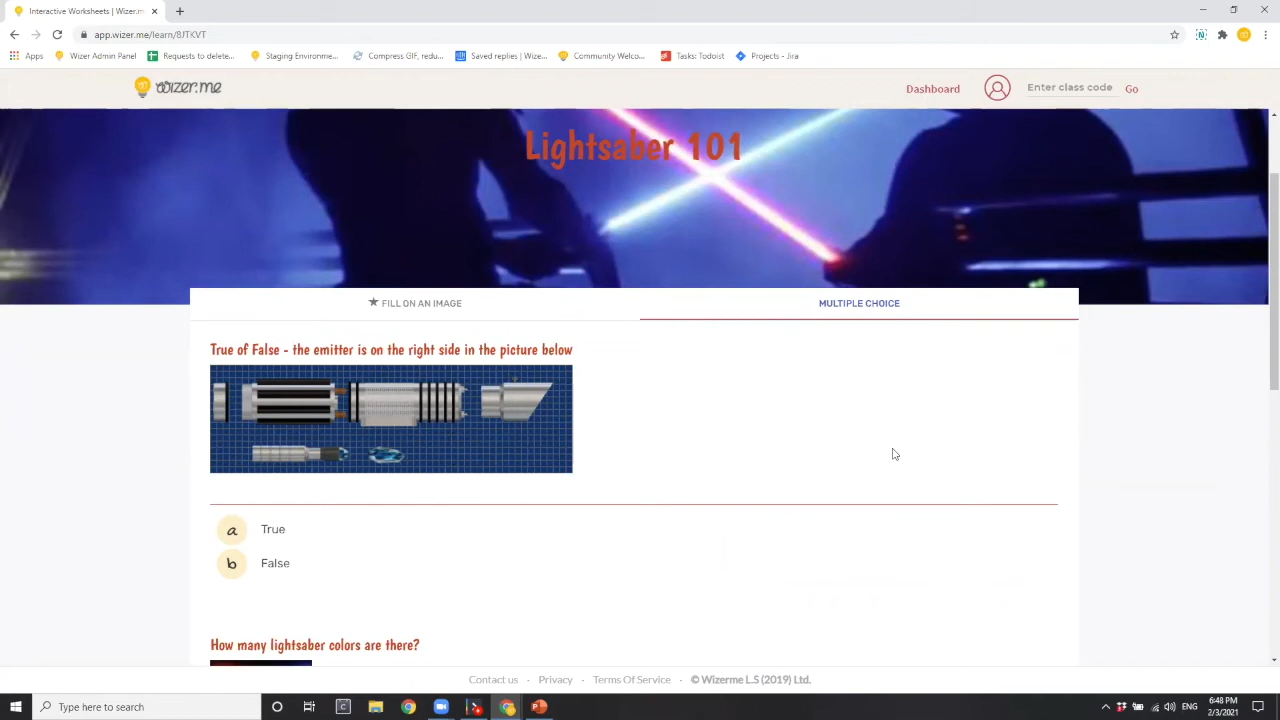 Interactive Worksheets Wizer.m
app.wizer.me/learn/8JTKVT
Apps
Wizer Admin Panel
Requests to delete...
Staging Environme...
Compress GIF, redu...
Saved replies | Wize...
Community Welco...
Tasks: Todoist
Projects - Jira
wizer.me
Dashboard
Enter class code
Go
Lightsaber 101
FILL ON AN IMAGE
MULTIPLE CHOICE
True of False - the emitter is on the right side in the picture below
a True
b False
How many lightsaber colors are there?
Contact us · Privacy · Terms Of Service · © Wizerme L.S (2019) Ltd.
Type here to search
6:48 PM
2/3/2021